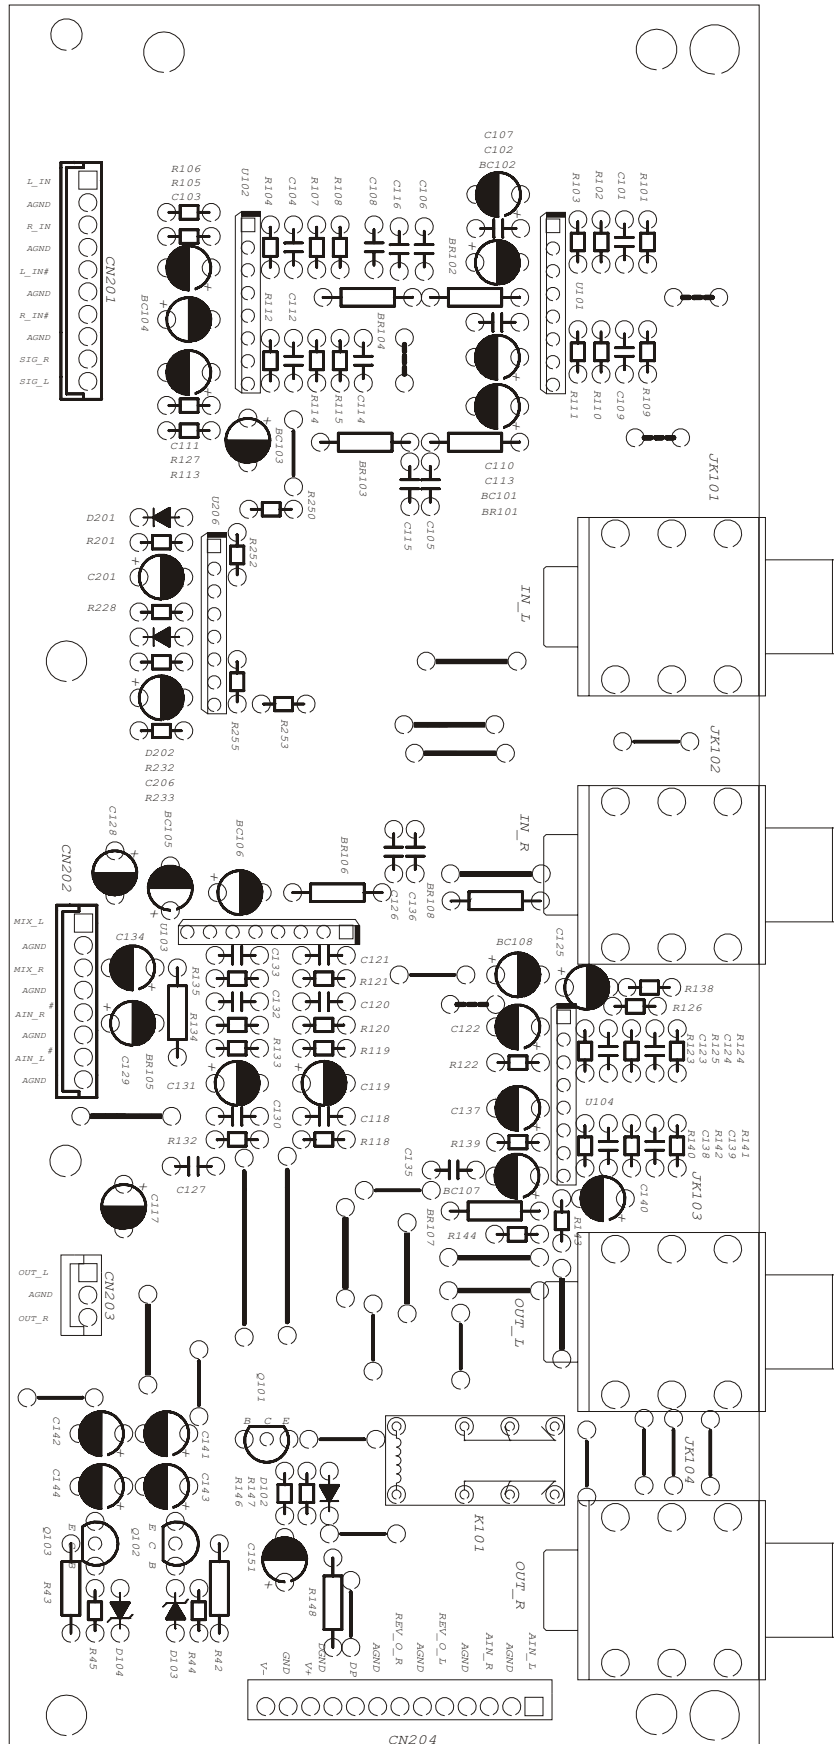 C107
C102
BC102
R106
R105
C103
U102
R104
C104
R107
R108
C108
C116
C106
R103
R102
C101
R101
L_IN
AGND
R_IN
AGND
L_IN#
AGND
R_IN#
AGND
SIG_R
SIG_L
CN201
BC104
BR102
U101
R112
C112
BR104
R114
R115
C114
R111
R110
C109
R109
C111
R127
R113
BC103
BR103
C110
C113
BC101
BR101
JK101
R250
C115
C105
U206
D201
R201
C201
R228
R252
IN_L
R255
R253
D202
R232
C206
R233
JK102
C128
BC105
BC106
BR106
C126
C136
BR108
IN_R
CN202
MIX_L
AGND
MIX_R
AGND
AIN_R
#
AGND
AIN_L
#
AGND
C134
U103
R135
R134
C129
BR105
C133
C132
R133
C131
C130
R132
C127
C121
R121
C120
R120
R119
C119
C118
R118
BC108
C125
C122
R122
C137
R139
C135
BC107
BR107
R144
R143
R138
R126
R123
C123
R125
C124
R124
U104
R140
C138
R142
C139
R141
C140
JK103
C117
OUT_L
AGND
OUT_R
CN203
OUT_L
Q101
B C E
C142
C141
C144
C143
R146
R147
D102
K101
JK104
Q103
E C B
Q102
E C B
C151
R148
OUT_R
R43
R45
D104
D103
R44
R42
V-
GND
V+
DGND
DP
AGND
REV_O_R
AGND
REV_O_L
AGND
AIN_R
AGND
AIN_L
CN204